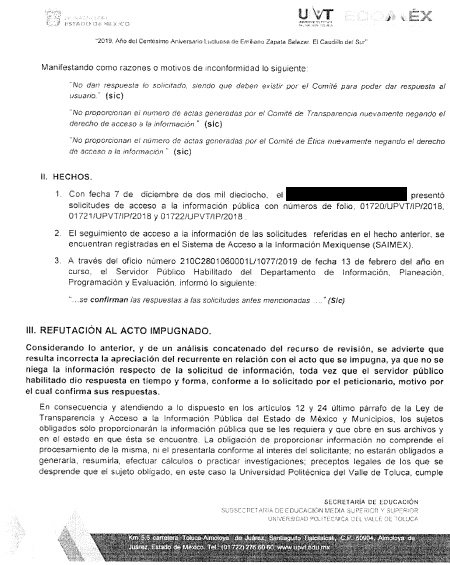 ESTADO DE MÉXICO
UVT
EDOMÉX
"2019. Año del Centésimo Aniversario Luctuoso de Emiliano Zapata Salazar. El Caudillo del Sur"
Manifestando como razones o motivos de inconformidad lo siguiente:
"No dan respuesta lo solicitado, siendo que deben existir por el Comité para poder dar respuesta al
usuario." (sic)
"No proporcionan el número de actas generadas por el Comité de Transparencia nuevamente negando el
derecho de acceso a la información." (sic)
"No proporcionan el número de actas generadas por el Comité de Ética nuevamente negando el derecho
de acceso a la información." (sic)
II. HECHOS.
1. Con fecha 7 de diciembre de dos mil dieciocho, el presentó
solicitudes de acceso a la información pública con números de folio, 01720/UPVT/IP/2018,
01721/UPVT/IP/2018 y 01722/UPVT/IP/2018.
2. El seguimiento de acceso a la información de las solicitudes referidas en el hecho anterior, se
encuentran registradas en el Sistema de Acceso a la Información Mexiquense (SAIMEX).
3. A través del oficio número 210C2801060001L/1077/2019 de fecha 13 de febrero del año en
curso, el Servidor Público Habilitado del Departamento de Información, Planeación,
Programación y Evaluación, informó lo siguiente:
"...se confirman las respuestas a las solicitudes antes mencionadas ...." (Sic)
III. REFUTACIÓN AL ACTO IMPUGNADO.
Considerando lo anterior, y de un análisis concatenado del recurso de revisión, se advierte que
resulta incorrecta la apreciación del recurrente en relación con el acto que se impugna, ya que no se
niega la información respecto de la solicitud de información, toda vez que el servidor público
habilitado dio respuesta en tiempo y forma, conforme a lo solicitado por el peticionario, motivo por
el cual confirma sus respuestas.
En consecuencia y atendiendo a lo dispuesto en los artículos 12 y 24 último párrafo de la Ley de
Transparencia y Acceso a la Información Pública del Estado de México y Municipios, los sujetos
obligados sólo proporcionarán la información pública que se les requiera y que obre en sus archivos y
en el estado en que ésta se encuentre. La obligación de proporcionar información no comprende el
procesamiento de la misma, ni el presentarla conforme al interés del solicitante; no estarán obligados a
generarla, resumirla, efectuar cálculos o practicar investigaciones; preceptos legales de los que se
desprende que el sujeto obligado, en este caso la Universidad Politécnica del Valle de Toluca, cumple
SECRETARÍA DE EDUCACIÓN
SUBSECRETARÍA DE EDUCACIÓN MEDIA SUPERIOR Y SUPERIOR
UNIVERSIDAD POLITÉCNICA DEL VALLE DE TOLUCA
Km 5.6 carretera Toluca-Almoloya de Juárez, Santiaguito Tlalcilalcali, C.P. 50904, Almoloya de
Juárez, Estado de México. Tel.: (01 722) 276 60 60. www.upvt.edu.mx